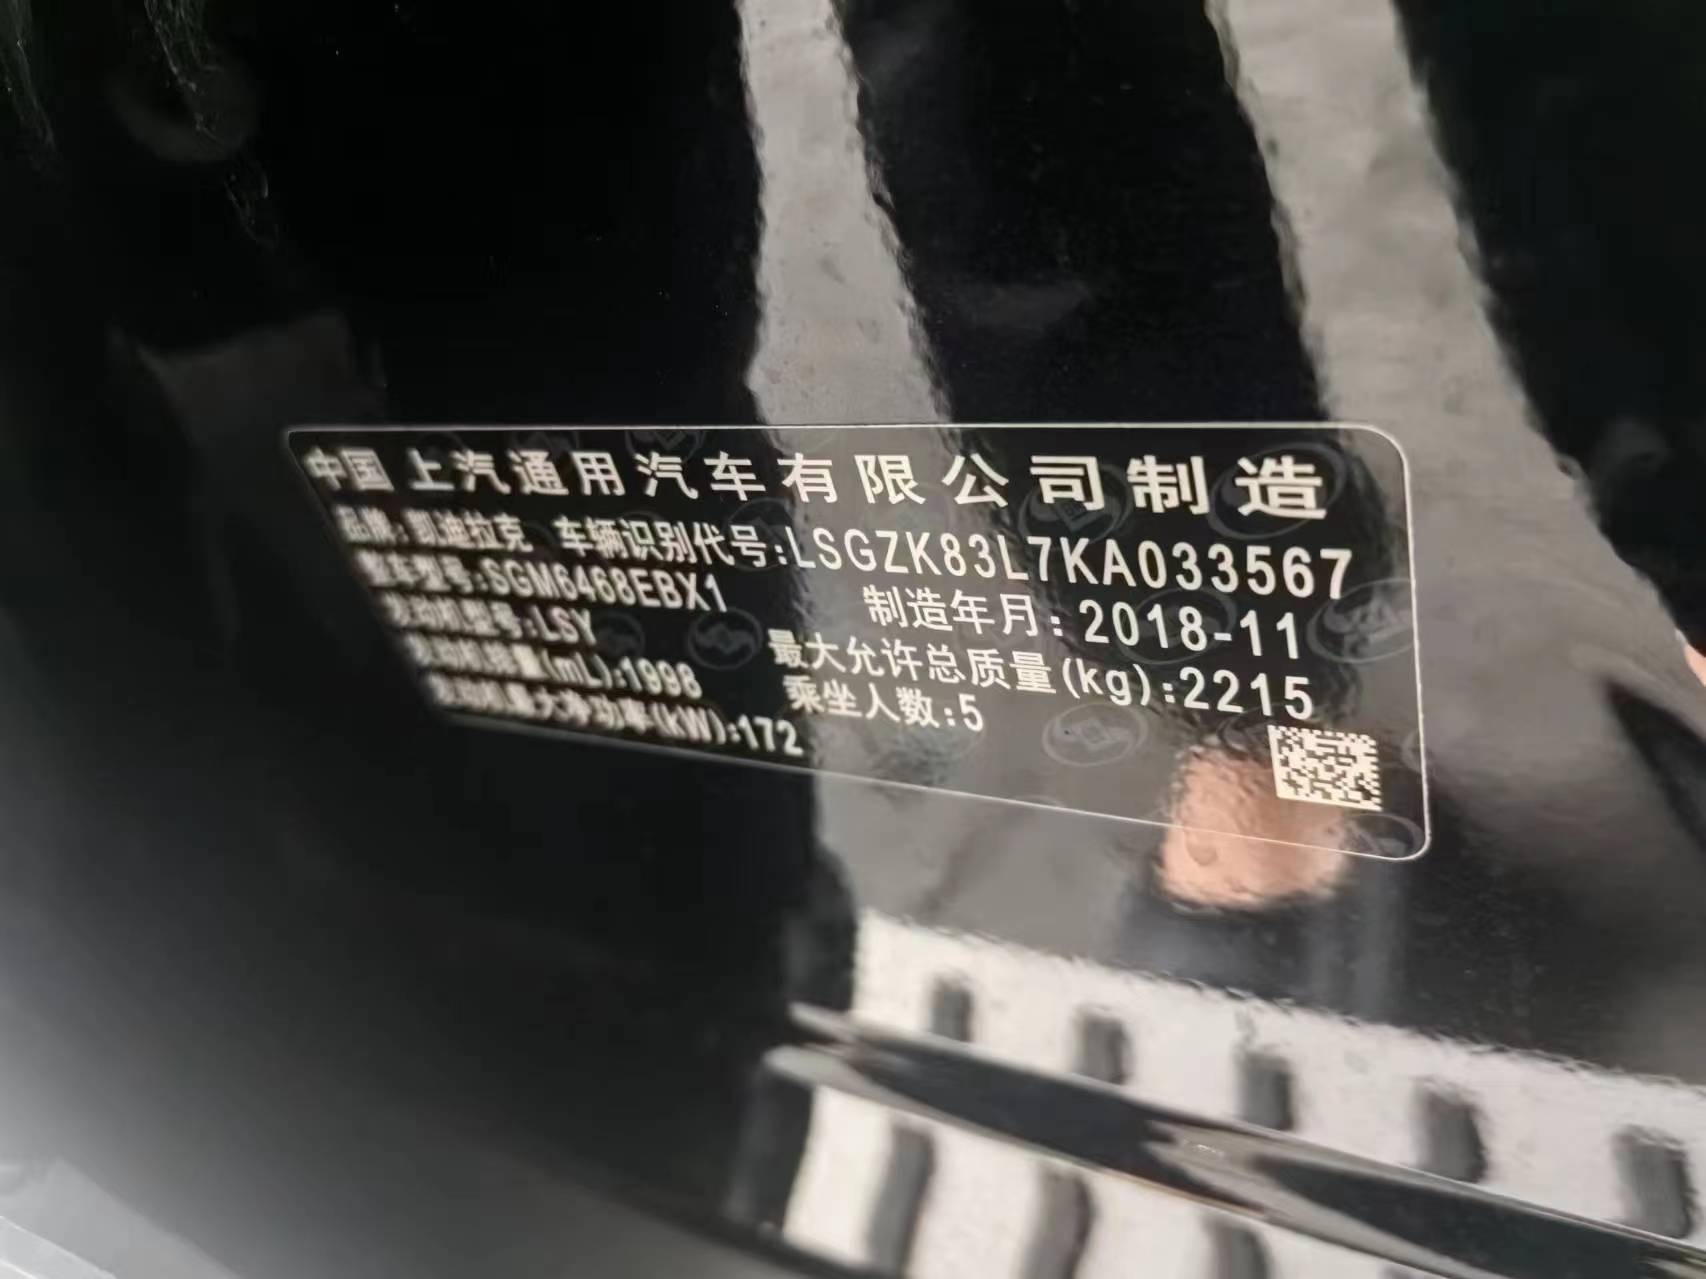 中国 上汽通用汽车有限公司制造
品牌:凯迪拉克 车辆识别代号:LSGZK83L7KA033567
整车型号:SGM6468EBX1 制造年月:2018-11
发动机型号:LSY 最大允许总质量(kg):2215
发动机排量(mL):1998 乘坐人数:5
发动机最大净功率(kW):172